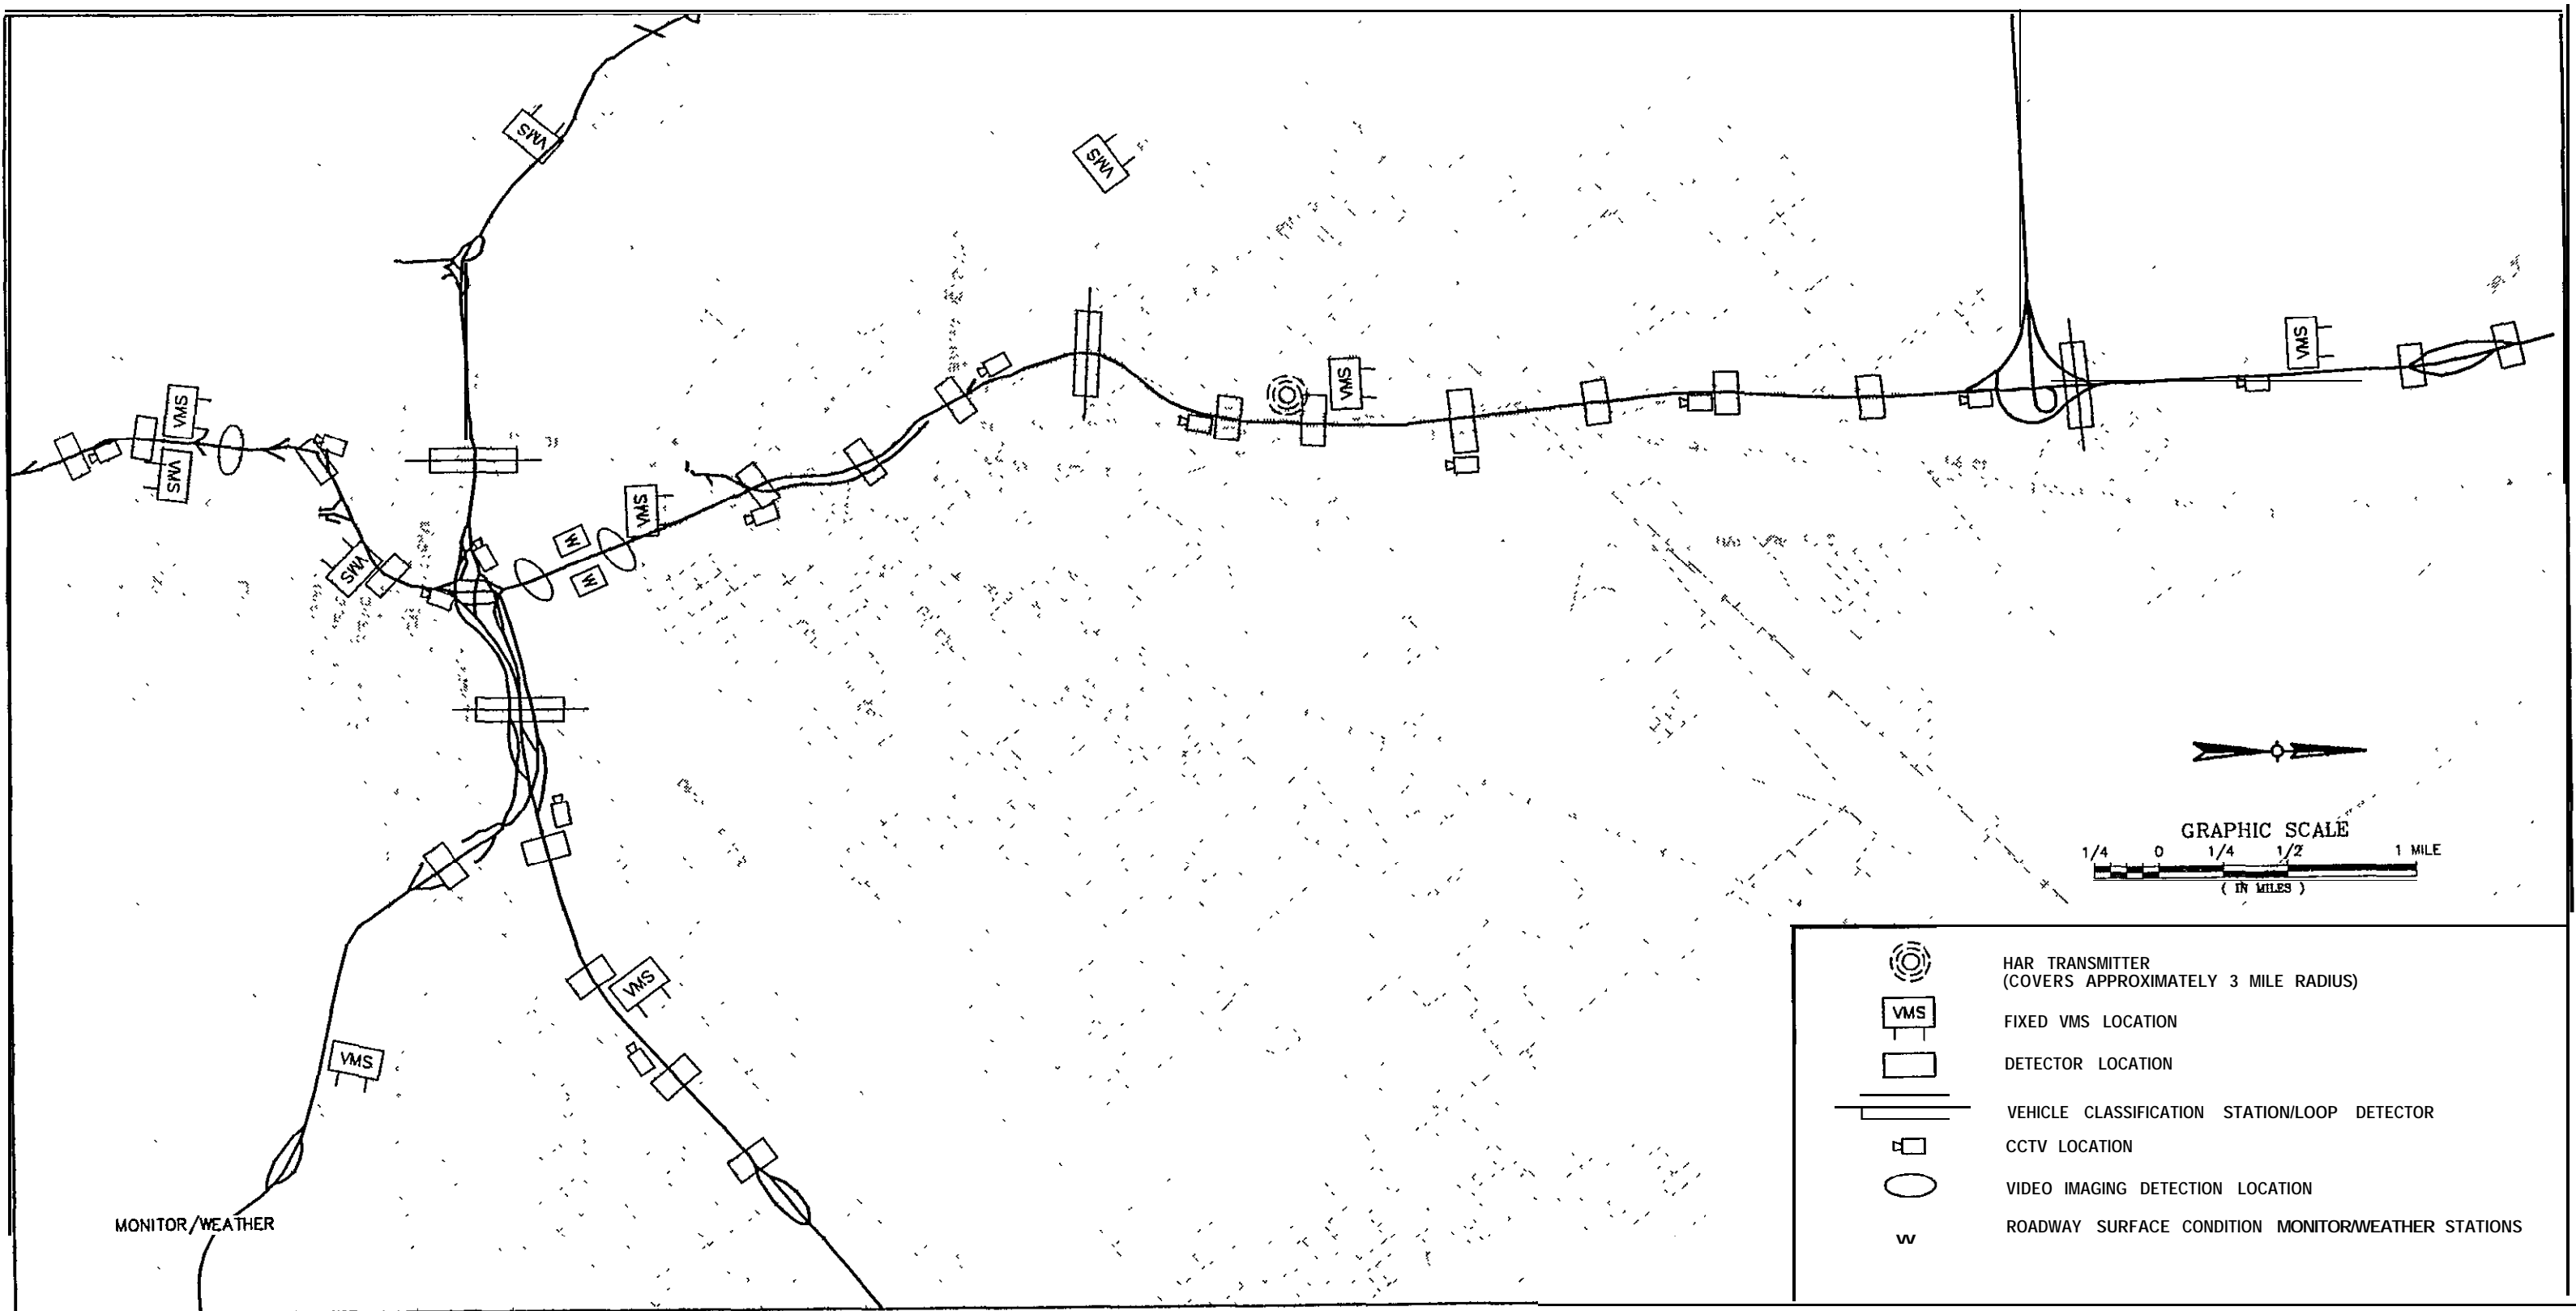 VMS
VMS
VMS
VMS
VMS
VMS
VMS
VMS
W
W
VMS
VMS
VMS
MONITOR/WEATHER
GRAPHIC SCALE
1/4 0 1/4 1/2 1 MILE
( IN MILES )
HAR TRANSMITTER
(COVERS APPROXIMATELY 3 MILE RADIUS)
VMS
FIXED VMS LOCATION
DETECTOR LOCATION
VEHICLE CLASSIFICATION STATION/LOOP DETECTOR
CCTV LOCATION
VIDEO IMAGING DETECTION LOCATION
ROADWAY SURFACE CONDITION MONITOR/WEATHER STATIONS
W